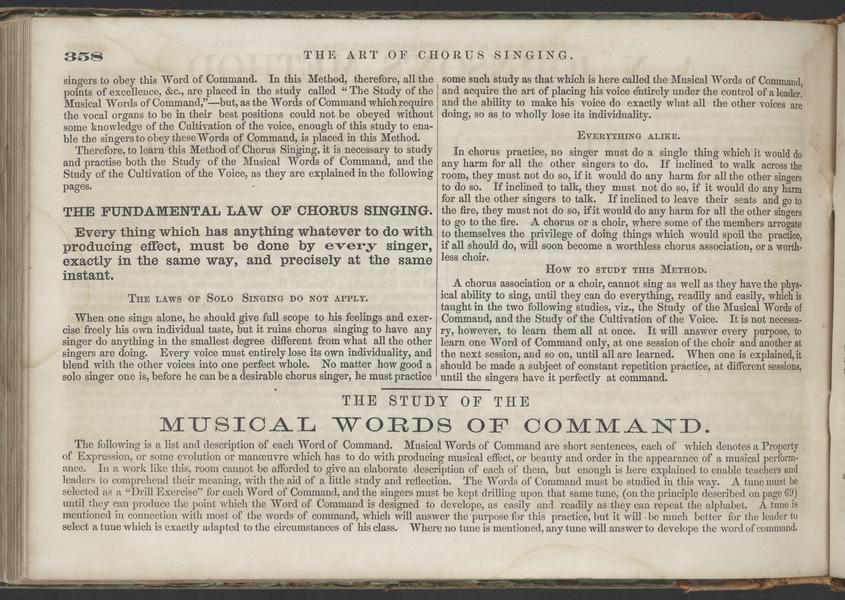 358
THE ART OF CHORUS SINGING.
singers to obey this Word of Command. In this Method, therefore, all the
points of excellence, &c., are placed in the study called "The Study of the
Musical Words of Command,"—but, as the Words of Command which require
the vocal organs to be in their best positions could not be obeyed without
some knowledge of the Cultivation of the voice, enough of this study to ena-
ble the singers to obey these Words of Command, is placed in this Method.
Therefore, to learn this Method of Chorus Singing, it is necessary to study
and practise both the Study of the Musical Words of Command, and the
Study of the Cultivation of the Voice, as they are explained in the following
pages.
THE FUNDAMENTAL LAW OF CHORUS SINGING.
Every thing which has anything whatever to do with
producing effect, must be done by every singer,
exactly in the same way, and precisely at the same
instant.
THE LAWS OF SOLO SINGING DO NOT APPLY.
When one sings alone, he should give full scope to his feelings and exer-
cise freely his own individual taste, but it ruins chorus singing to have any
singer do anything in the smallest degree different from what all the other
singers are doing. Every voice must entirely lose its own individuality, and
blend with the other voices into one perfect whole. No matter how good a
solo singer one is, before he can be a desirable chorus singer, he must practice
some such study as that which is here called the Musical Words of Command,
and acquire the art of placing his voice entirely under the control of a leader,
and the ability to make his voice do exactly what all the other voices are
doing, so as to wholly lose its individuality.
EVERYTHING ALIKE.
In chorus practice, no singer must do a single thing which it would do
any harm for all the other singers to do. If inclined to walk across the
room, they must not do so, if it would do any harm for all the other singers
to do so. If inclined to talk, they must not do so, if it would do any harm
for all the other singers to talk. If inclined to leave their seats and go to
the fire, they must not do so, if it would do any harm for all the other singers
to go to the fire. A chorus or a choir, where some of the members arrogate
to themselves the privilege of doing things which would spoil the practice,
if all should do, will soon become a worthless chorus association, or a worth-
less choir.
HOW TO STUDY THIS METHOD.
A chorus association or a choir, cannot sing as well as they have the phys-
ical ability to sing, until they can do everything, readily and easily, which is
taught in the two following studies, viz., the Study of the Musical Words of
Command, and the Study of the Cultivation of the Voice. It is not necessa-
ry, however, to learn them all at once. It will answer every purpose, to
learn one Word of Command only, at one session of the choir and another at
the next session, and so on, until all are learned. When one is explained, it
should be made a subject of constant repetition practice, at different sessions,
until the singers have it perfectly at command.
THE STUDY OF THE
MUSICAL WORDS OF COMMAND.
The following is a list and description of each Word of Command. Musical Words of Command are short sentences, each of which denotes a Property
of Expression, or some evolution or manœuvre which has to do with producing musical effect, or beauty and order in the appearance of a musical perform-
ance. In a work like this, room cannot be afforded to give an elaborate description of each of them, but enough is here explained to enable teachers and
leaders to comprehend their meaning, with the aid of a little study and reflection. The Words of Command must be studied in this way. A tune must be
selected as a "Drill Exercise" for each Word of Command, and the singers must be kept drilling upon that same tune, (on the principle described on page 69)
until they can produce the point which the Word of Command is designed to develope, as easily and readily as they can repeat the alphabet. A tune is
mentioned in connection with most of the words of command, which will answer the purpose for this practice, but it will be much better for the leader to
select a tune which is exactly adapted to the circumstances of his class. Where no tune is mentioned, any tune will answer to develope the word of command.